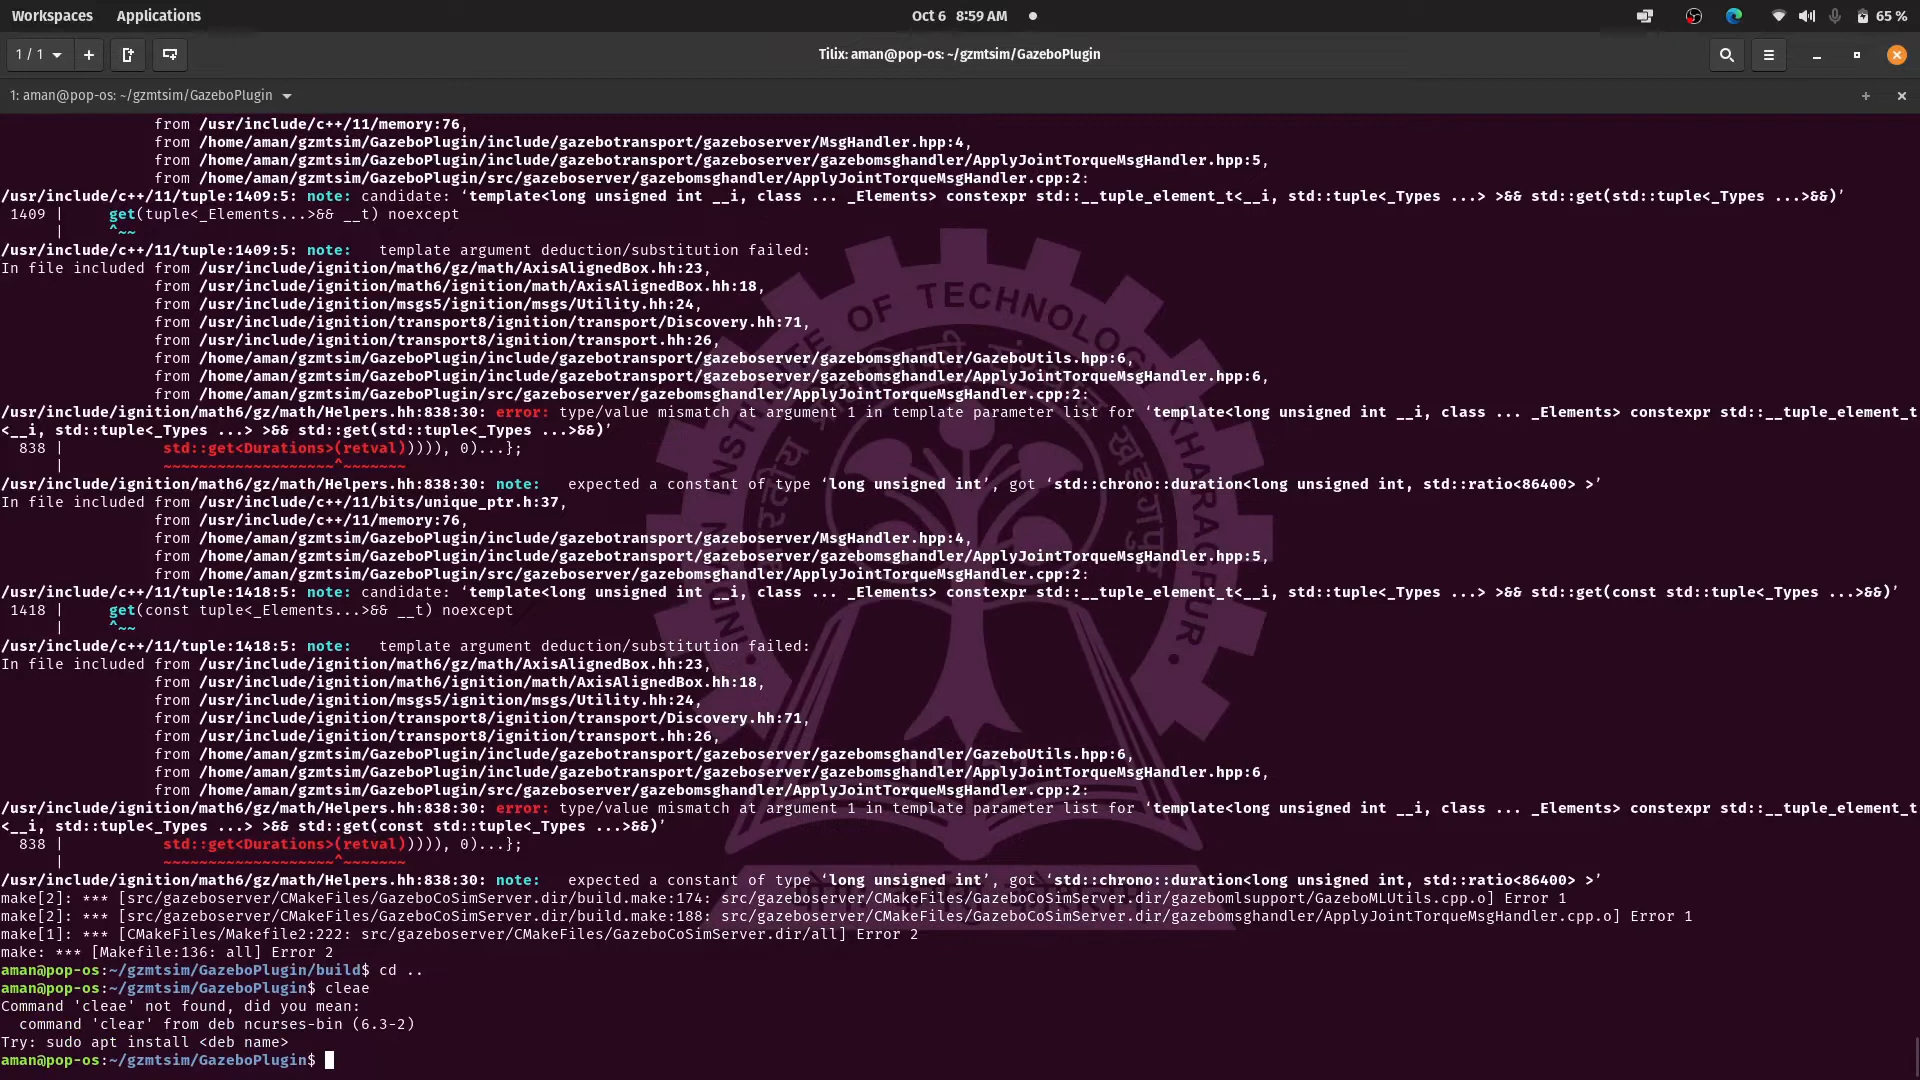 Workspaces Applications Oct 6 8:59 AM 65 %
1 / 1 Tilix: aman@pop-os: ~/gzmtsim/GazeboPlugin
1: aman@pop-os: ~/gzmtsim/GazeboPlugin
from /usr/include/c++/11/memory:76,
from /home/aman/gzmtsim/GazeboPlugin/include/gazebotransport/gazeboserver/MsgHandler.hpp:4,
from /home/aman/gzmtsim/GazeboPlugin/include/gazebotransport/gazeboserver/gazebomsghandler/ApplyJointTorqueMsgHandler.hpp:5,
from /home/aman/gzmtsim/GazeboPlugin/src/gazeboserver/gazebomsghandler/ApplyJointTorqueMsgHandler.cpp:2:
/usr/include/c++/11/tuple:1409:5: note: candidate: ‘template<long unsigned int __i, class ... _Elements> constexpr std::__tuple_element_t<__i, std::tuple<_Types ...> >&& std::get(std::tuple<_Types ...>&&)’
1409 | get(tuple<_Elements...>&& __t) noexcept
| ^~~
/usr/include/c++/11/tuple:1409:5: note: template argument deduction/substitution failed:
In file included from /usr/include/ignition/math6/gz/math/AxisAlignedBox.hh:23,
from /usr/include/ignition/math6/ignition/math/AxisAlignedBox.hh:18,
from /usr/include/ignition/msgs5/ignition/msgs/Utility.hh:24,
from /usr/include/ignition/transport8/ignition/transport/Discovery.hh:71,
from /usr/include/ignition/transport8/ignition/transport.hh:26,
from /home/aman/gzmtsim/GazeboPlugin/include/gazebotransport/gazeboserver/gazebomsghandler/GazeboUtils.hpp:6,
from /home/aman/gzmtsim/GazeboPlugin/include/gazebotransport/gazeboserver/gazebomsghandler/ApplyJointTorqueMsgHandler.hpp:6,
from /home/aman/gzmtsim/GazeboPlugin/src/gazeboserver/gazebomsghandler/ApplyJointTorqueMsgHandler.cpp:2:
/usr/include/ignition/math6/gz/math/Helpers.hh:838:30: error: type/value mismatch at argument 1 in template parameter list for ‘template<long unsigned int __i, class ... _Elements> constexpr std::__tuple_element_t
<__i, std::tuple<_Types ...> >&& std::get(std::tuple<_Types ...>&&)’
838 | std::get<Durations>(retval))))), 0)...};
| ~~~~~~~~~~~~~~~~~~~^~~~~~~~
/usr/include/ignition/math6/gz/math/Helpers.hh:838:30: note: expected a constant of type ‘long unsigned int’, got ‘std::chrono::duration<long unsigned int, std::ratio<86400> >’
In file included from /usr/include/c++/11/bits/unique_ptr.h:37,
from /usr/include/c++/11/memory:76,
from /home/aman/gzmtsim/GazeboPlugin/include/gazebotransport/gazeboserver/MsgHandler.hpp:4,
from /home/aman/gzmtsim/GazeboPlugin/include/gazebotransport/gazeboserver/gazebomsghandler/ApplyJointTorqueMsgHandler.hpp:5,
from /home/aman/gzmtsim/GazeboPlugin/src/gazeboserver/gazebomsghandler/ApplyJointTorqueMsgHandler.cpp:2:
/usr/include/c++/11/tuple:1418:5: note: candidate: ‘template<long unsigned int __i, class ... _Elements> constexpr std::__tuple_element_t<__i, std::tuple<_Types ...> >&& std::get(const std::tuple<_Types ...>&&)’
1418 | get(const tuple<_Elements...>&& __t) noexcept
| ^~~
/usr/include/c++/11/tuple:1418:5: note: template argument deduction/substitution failed:
In file included from /usr/include/ignition/math6/gz/math/AxisAlignedBox.hh:23,
from /usr/include/ignition/math6/ignition/math/AxisAlignedBox.hh:18,
from /usr/include/ignition/msgs5/ignition/msgs/Utility.hh:24,
from /usr/include/ignition/transport8/ignition/transport/Discovery.hh:71,
from /usr/include/ignition/transport8/ignition/transport.hh:26,
from /home/aman/gzmtsim/GazeboPlugin/include/gazebotransport/gazeboserver/gazebomsghandler/GazeboUtils.hpp:6,
from /home/aman/gzmtsim/GazeboPlugin/include/gazebotransport/gazeboserver/gazebomsghandler/ApplyJointTorqueMsgHandler.hpp:6,
from /home/aman/gzmtsim/GazeboPlugin/src/gazeboserver/gazebomsghandler/ApplyJointTorqueMsgHandler.cpp:2:
/usr/include/ignition/math6/gz/math/Helpers.hh:838:30: error: type/value mismatch at argument 1 in template parameter list for ‘template<long unsigned int __i, class ... _Elements> constexpr std::__tuple_element_t
<__i, std::tuple<_Types ...> >&& std::get(const std::tuple<_Types ...>&&)’
838 | std::get<Durations>(retval))))), 0)...};
| ~~~~~~~~~~~~~~~~~~~^~~~~~~~
/usr/include/ignition/math6/gz/math/Helpers.hh:838:30: note: expected a constant of type ‘long unsigned int’, got ‘std::chrono::duration<long unsigned int, std::ratio<86400> >’
make[2]: *** [src/gazeboserver/CMakeFiles/GazeboCoSimServer.dir/build.make:174: src/gazeboserver/CMakeFiles/GazeboCoSimServer.dir/gazebomlsupport/GazeboMLUtils.cpp.o] Error 1
make[2]: *** [src/gazeboserver/CMakeFiles/GazeboCoSimServer.dir/build.make:188: src/gazeboserver/CMakeFiles/GazeboCoSimServer.dir/gazebomsghandler/ApplyJointTorqueMsgHandler.cpp.o] Error 1
make[1]: *** [CMakeFiles/Makefile2:222: src/gazeboserver/CMakeFiles/GazeboCoSimServer.dir/all] Error 2
make: *** [Makefile:136: all] Error 2
aman@pop-os:~/gzmtsim/GazeboPlugin/build$ cd ..
aman@pop-os:~/gzmtsim/GazeboPlugin$ cleae
Command 'cleae' not found, did you mean:
command 'clear' from deb ncurses-bin (6.3-2)
Try: sudo apt install <deb name>
aman@pop-os:~/gzmtsim/GazeboPlugin$
INDIAN INSTITUTE OF TECHNOLOGY KHARAGPUR